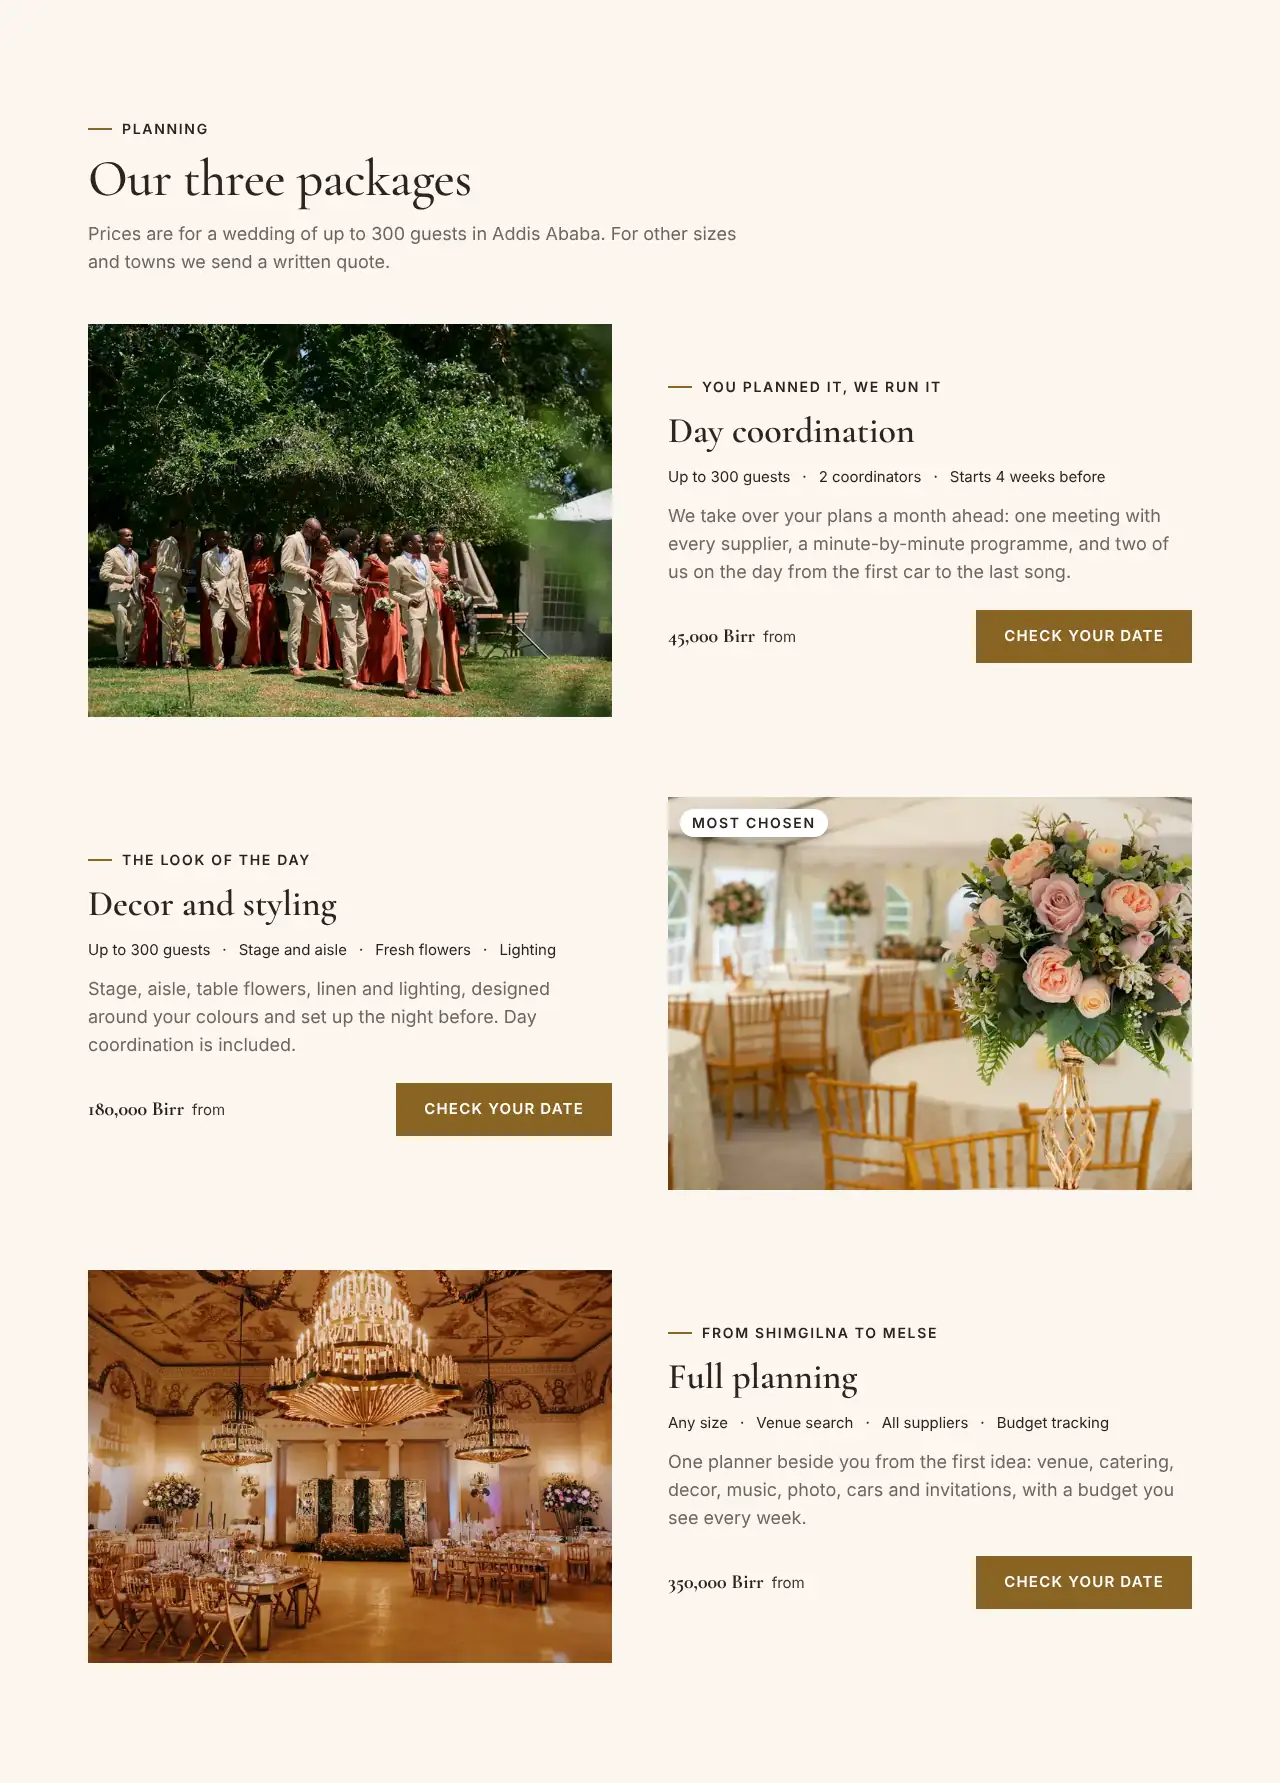 PLANNING
Our three packages
Prices are for a wedding of up to 300 guests in Addis Ababa. For other sizes
and towns we send a written quote.
YOU PLANNED IT, WE RUN IT
Day coordination
Up to 300 guests · 2 coordinators · Starts 4 weeks before
We take over your plans a month ahead: one meeting with
every supplier, a minute-by-minute programme, and two of
us on the day from the first car to the last song.
45,000 Birr from
CHECK YOUR DATE
THE LOOK OF THE DAY
Decor and styling
Up to 300 guests · Stage and aisle · Fresh flowers · Lighting
Stage, aisle, table flowers, linen and lighting, designed
around your colours and set up the night before. Day
coordination is included.
180,000 Birr from
CHECK YOUR DATE
MOST CHOSEN
FROM SHIMGILNA TO MELSE
Full planning
Any size · Venue search · All suppliers · Budget tracking
One planner beside you from the first idea: venue, catering,
decor, music, photo, cars and invitations, with a budget you
see every week.
350,000 Birr from
CHECK YOUR DATE